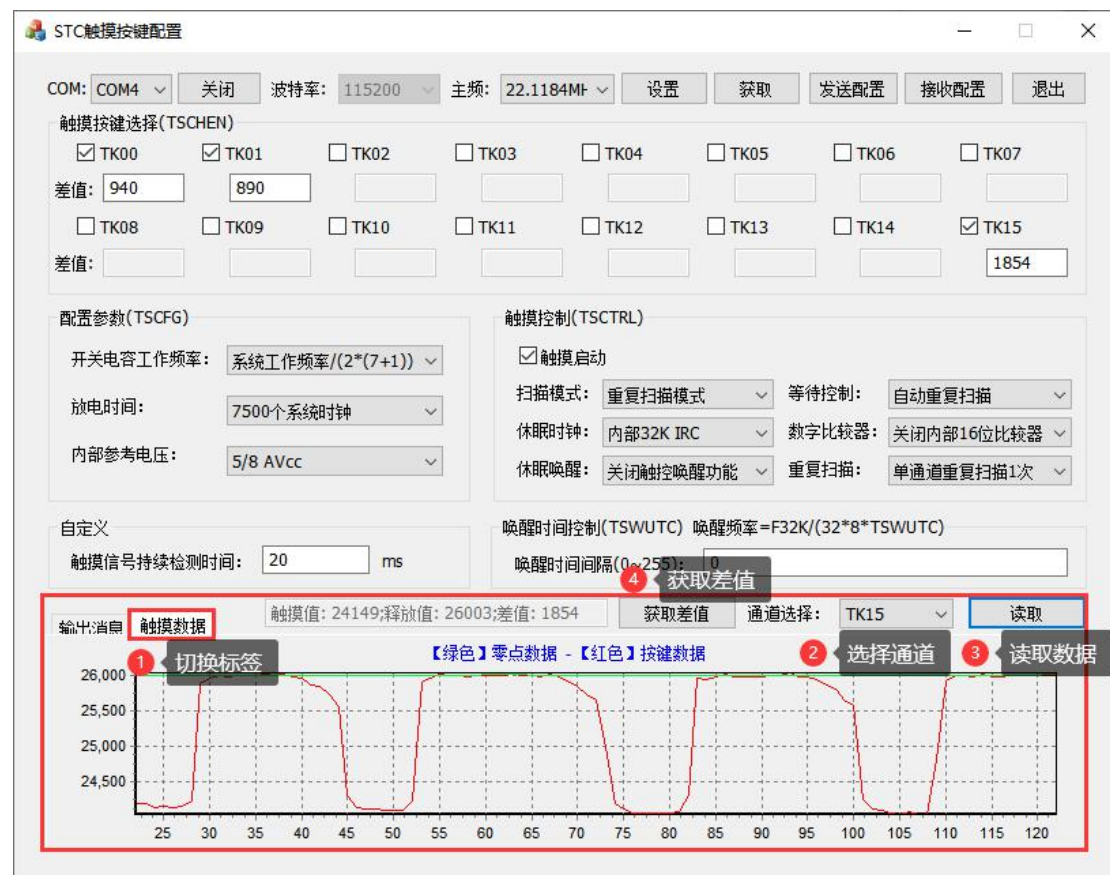 STC触摸按键配置
COM: COM4 关闭 波特率: 115200 主频: 22.1184MH 设置 获取 发送配置 接收配置 退出
触摸按键选择(TSCHEN)
TK00 TK01 TK02 TK03 TK04 TK05 TK06 TK07
差值: 940 890
TK08 TK09 TK10 TK11 TK12 TK13 TK14 TK15
差值: 1854
配置参数(TSCFG) 触摸控制(TSCTRL)
触摸启动
开关电容工作频率: 系统工作频率/(2*(7+1))
扫描模式: 重复扫描模式 等待控制: 自动重复扫描
放电时间: 7500个系统时钟
休眠时钟: 内部32K IRC 数字比较器: 关闭内部16位比较器
内部参考电压: 5/8 AVcc
休眠唤醒: 关闭触控唤醒功能 重复扫描: 单通道重复扫描1次
自定义 唤醒时间控制(TSWUTC) 唤醒频率=F32K/(32*8*TSWUTC)
触摸信号持续检测时间: 20 ms 唤醒时间间隔(0~255): 0
4 获取差值
触摸值: 24149;释放值: 26003;差值: 1854 获取差值 通道选择: TK15 读取
输出消息 触摸数据
1 切换标签 【绿色】零点数据 - 【红色】按键数据 2 选择通道 3 读取数据
26,000
25,500
25,000
24,500
25 30 35 40 45 50 55 60 65 70 75 80 85 90 95 100 105 110 115 120